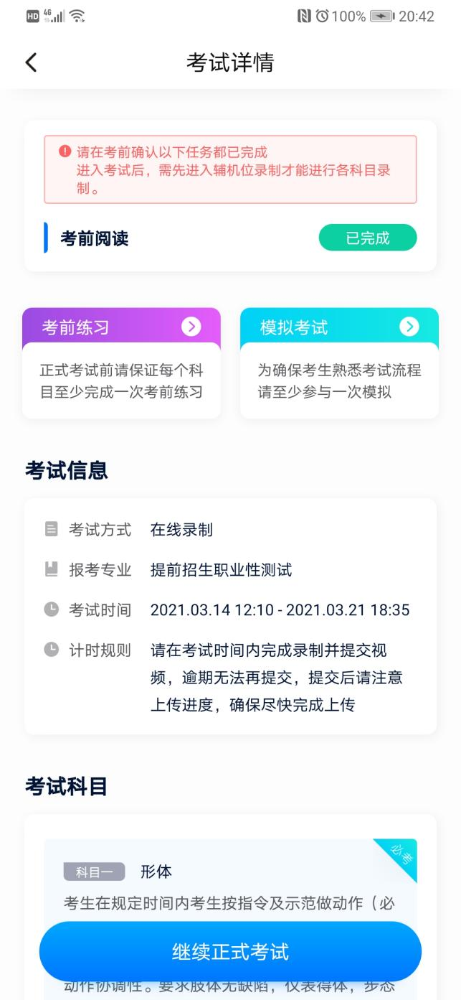 HD 4G 100% 20:42
考试详情
请在考前确认以下任务都已完成
进入考试后，需先进入辅机位录制才能进行各科目录
制。
考前阅读 已完成
考前练习
正式考试前请保证每个科
目至少完成一次考前练习
模拟考试
为确保考生熟悉考试流程
请至少参与一次模拟
考试信息
考试方式 在线录制
报考专业 提前招生职业性测试
考试时间 2021.03.14 12:10 - 2021.03.21 18:35
计时规则 请在考试时间内完成录制并提交视
频，逾期无法再提交，提交后请注意
上传进度，确保尽快完成上传
考试科目
必考
科目一 形体
考生在规定时间内考生按指令及示范做动作（必
继续正式考试
动作协调性。要求肢体无缺陷，仪表得体，步态